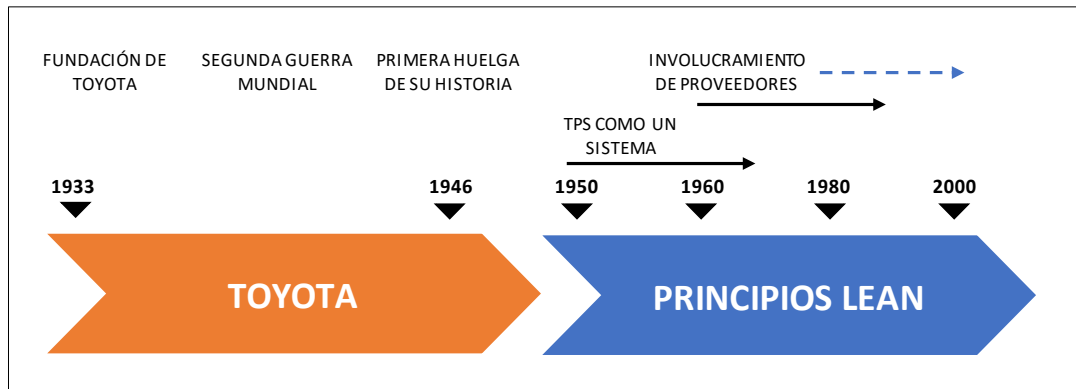 FUNDACIÓN DE
TOYOTA
SEGUNDA GUERRA
MUNDIAL
PRIMERA HUELGA
DE SU HISTORIA
INVOLUCRAMIENTO
DE PROVEEDORES
TPS COMO UN
SISTEMA
1933
1946
1950
1960
1980
2000
TOYOTA
PRINCIPIOS LEAN